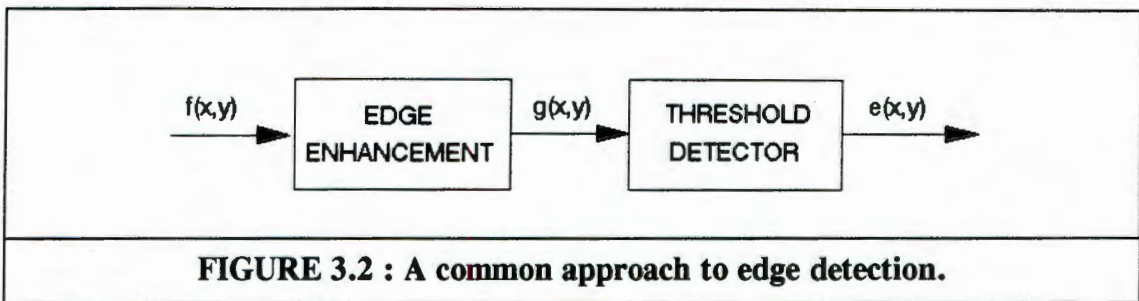 f(x,y)
EDGE
ENHANCEMENT
g(x,y)
THRESHOLD
DETECTOR
e(x,y)
FIGURE 3.2 : A common approach to edge detection.